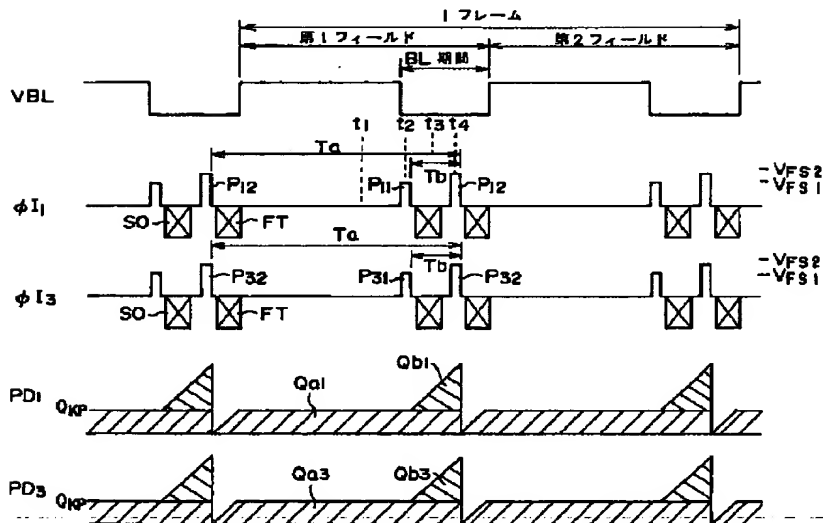 1フレーム
第1フィールド 第2フィールド
BL期間
VBL
t1 t2 t3 t4
Ta
Tb
VFS2
VFS1
P12 P11 P12
φI1
SO FT
Ta
Tb
VFS2
VFS1
P32 P31 P32
φI3
SO FT
Qa1 Qb1
PD1 QKP
Qa3 Qb3
PD3 QKP